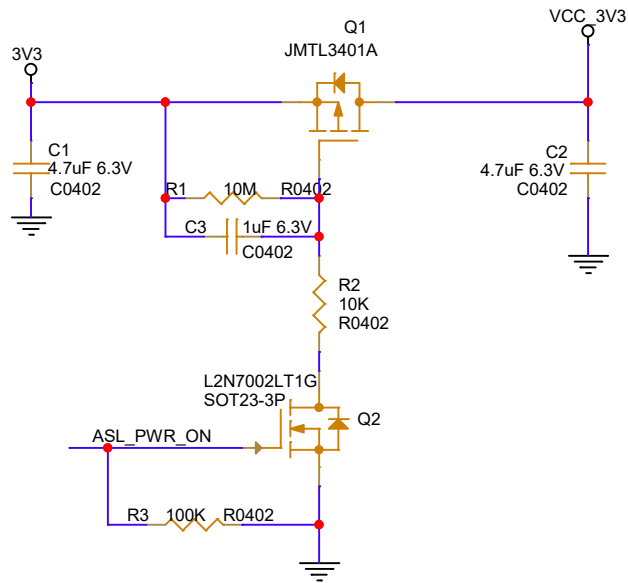 Q1
JMTL3401A
VCC_3V3
3V3
C1
4.7uF 6.3V
C0402
C2
4.7uF 6.3V
C0402
R1 10M R0402
C3 1uF 6.3V
C0402
R2
10K
R0402
L2N7002LT1G
SOT23-3P
Q2
ASL_PWR_ON
R3 100K R0402